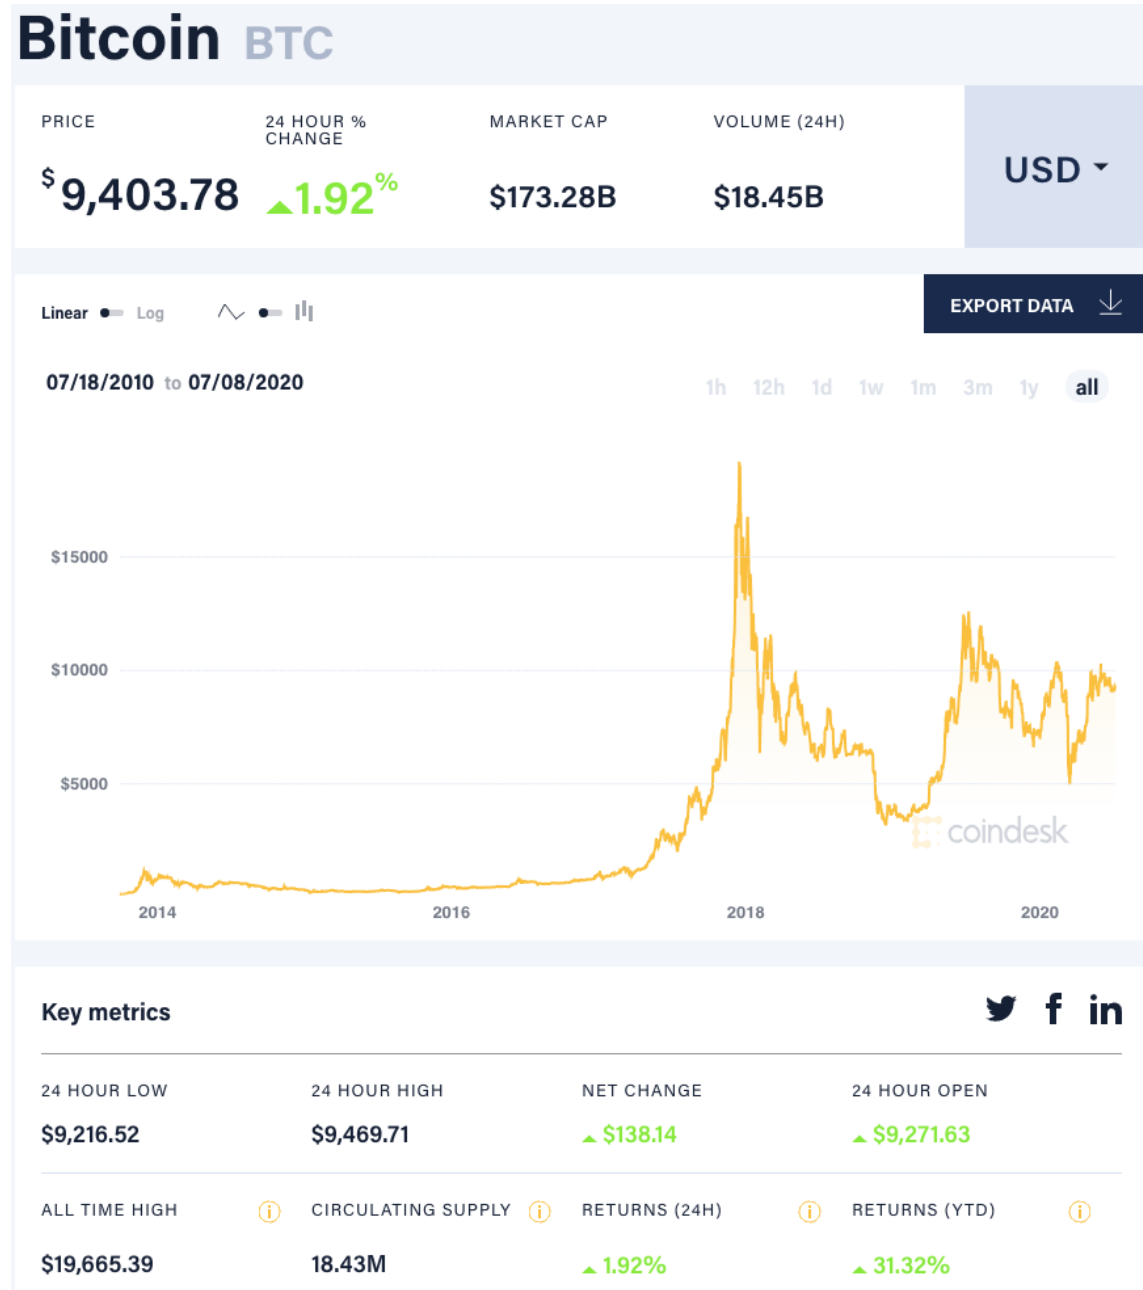 Bitcoin BTC
PRICE
24 HOUR %
CHANGE
MARKET CAP
VOLUME (24H)
$9,403.78
1.92%
$173.28B
$18.45B
USD
Linear Log
EXPORT DATA
07/18/2010 to 07/08/2020
1h 12h 1d 1w 1m 3m 1y all
$15000
$10000
$5000
coindesk
2014 2016 2018 2020
Key metrics
24 HOUR LOW 24 HOUR HIGH NET CHANGE 24 HOUR OPEN
$9,216.52 $9,469.71 $138.14 $9,271.63
ALL TIME HIGH CIRCULATING SUPPLY RETURNS (24H) RETURNS (YTD)
$19,665.39 18.43M 1.92% 31.32%